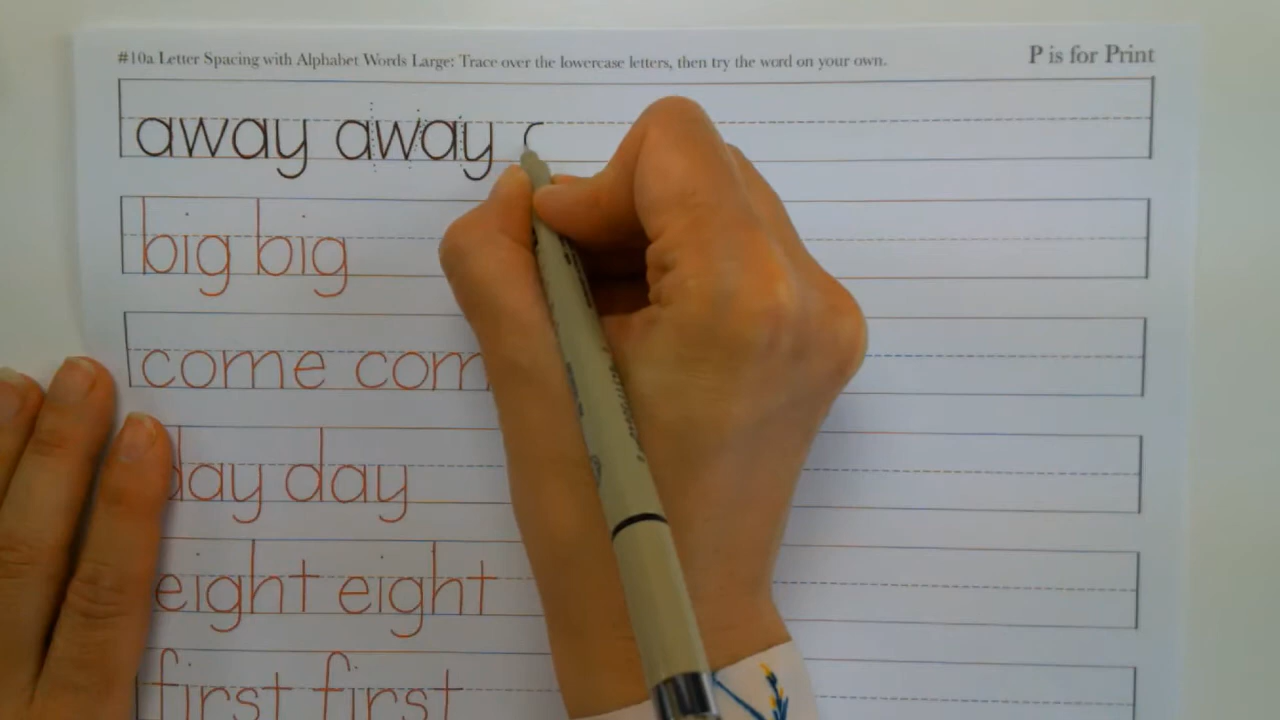 #10a Letter Spacing with Alphabet Words Large: Trace over the lowercase letters, then try the word on your own. P is for Print
away away
big big
come com
day day
eight eight
first first